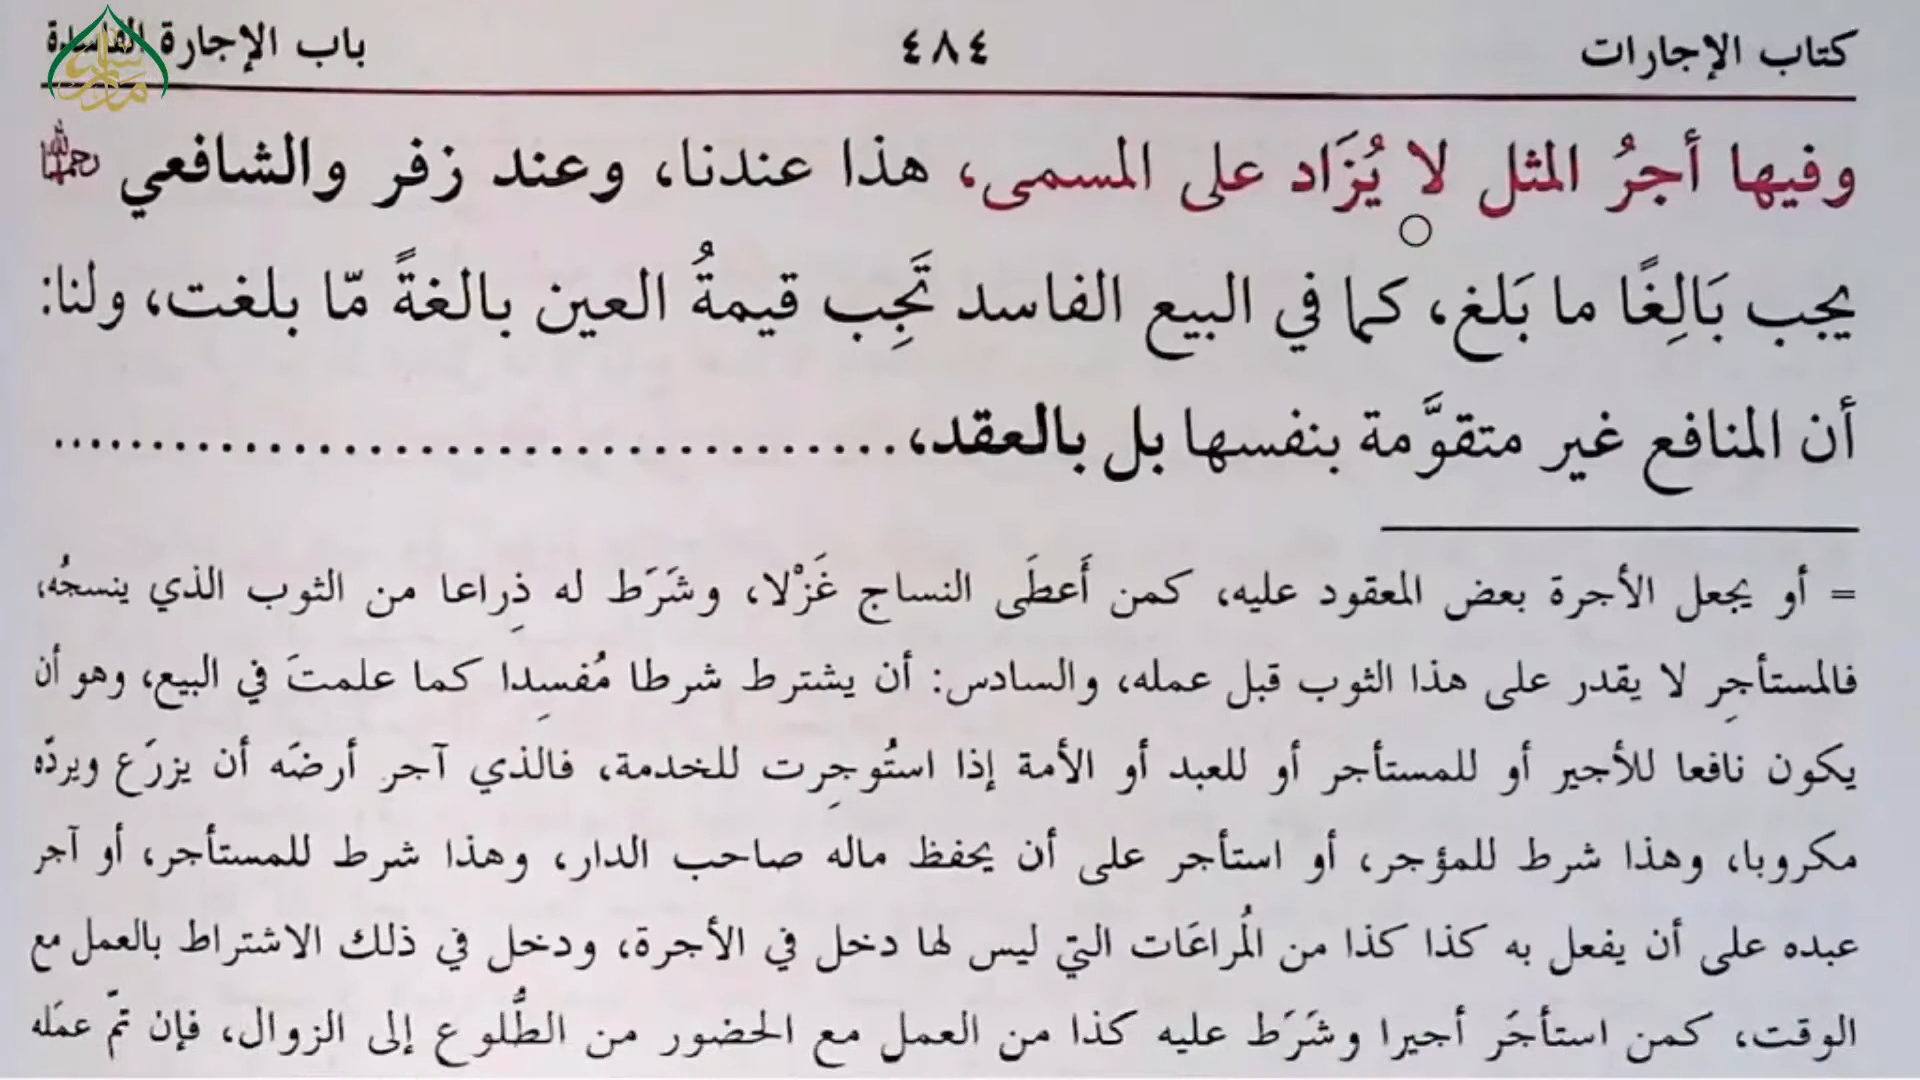 كتاب الإجارات ٤٨٤ باب الإجارة الفاسدة
وفيها أجرُ المثل لا يُزَاد على المسمى، هذا عندنا، وعند زفر والشافعي رحمهما الله
يجب بَالِغًا ما بَلغ، كما في البيع الفاسد تَجِب قيمةُ العين بالغةً مّا بلغت، ولنا:
أن المنافع غير متقوَّمة بنفسها بل بالعقد،..................................
= أو يجعل الأجرة بعض المعقود عليه، كمن أَعطَى النساج غَزْلا، وشَرَط له ذِراعا من الثوب الذي ينسجُه،
فالمستأجِر لا يقدر على هذا الثوب قبل عمله، والسادس: أن يشترط شرطا مُفسِدا كما علمتَ في البيع، وهو أن
يكون نافعا للأجير أو للمستأجر أو للعبد أو الأمة إذا استُوجِرت للخدمة، فالذي آجر أرضَه أن يزرَع ويردّه
مكروبا، وهذا شرط للمؤجر، أو استأجر على أن يحفظ ماله صاحب الدار، وهذا شرط للمستأجر، أو آجر
عبده على أن يفعل به كذا كذا من المُراعَات التي ليس لها دخل في الأجرة، ودخل في ذلك الاشتراط بالعمل مع
الوقت، كمن استأجَر أجيرا وشَرَط عليه كذا من العمل مع الحضور من الطُّلوع إلى الزوال، فإن تمّ عمَله